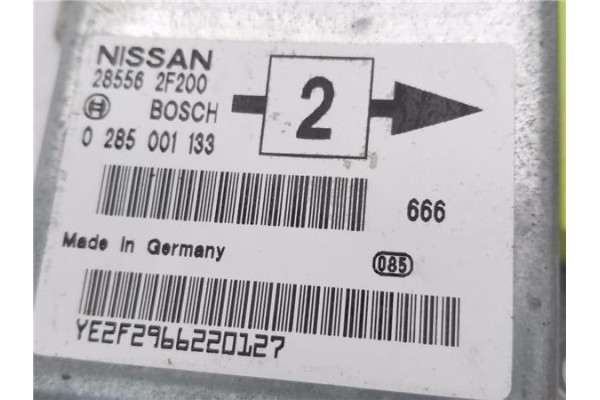 NISSAN
28556 2F200
BOSCH
2
0 285 001 133
666
Made in Germany
085
YE2F2966220127